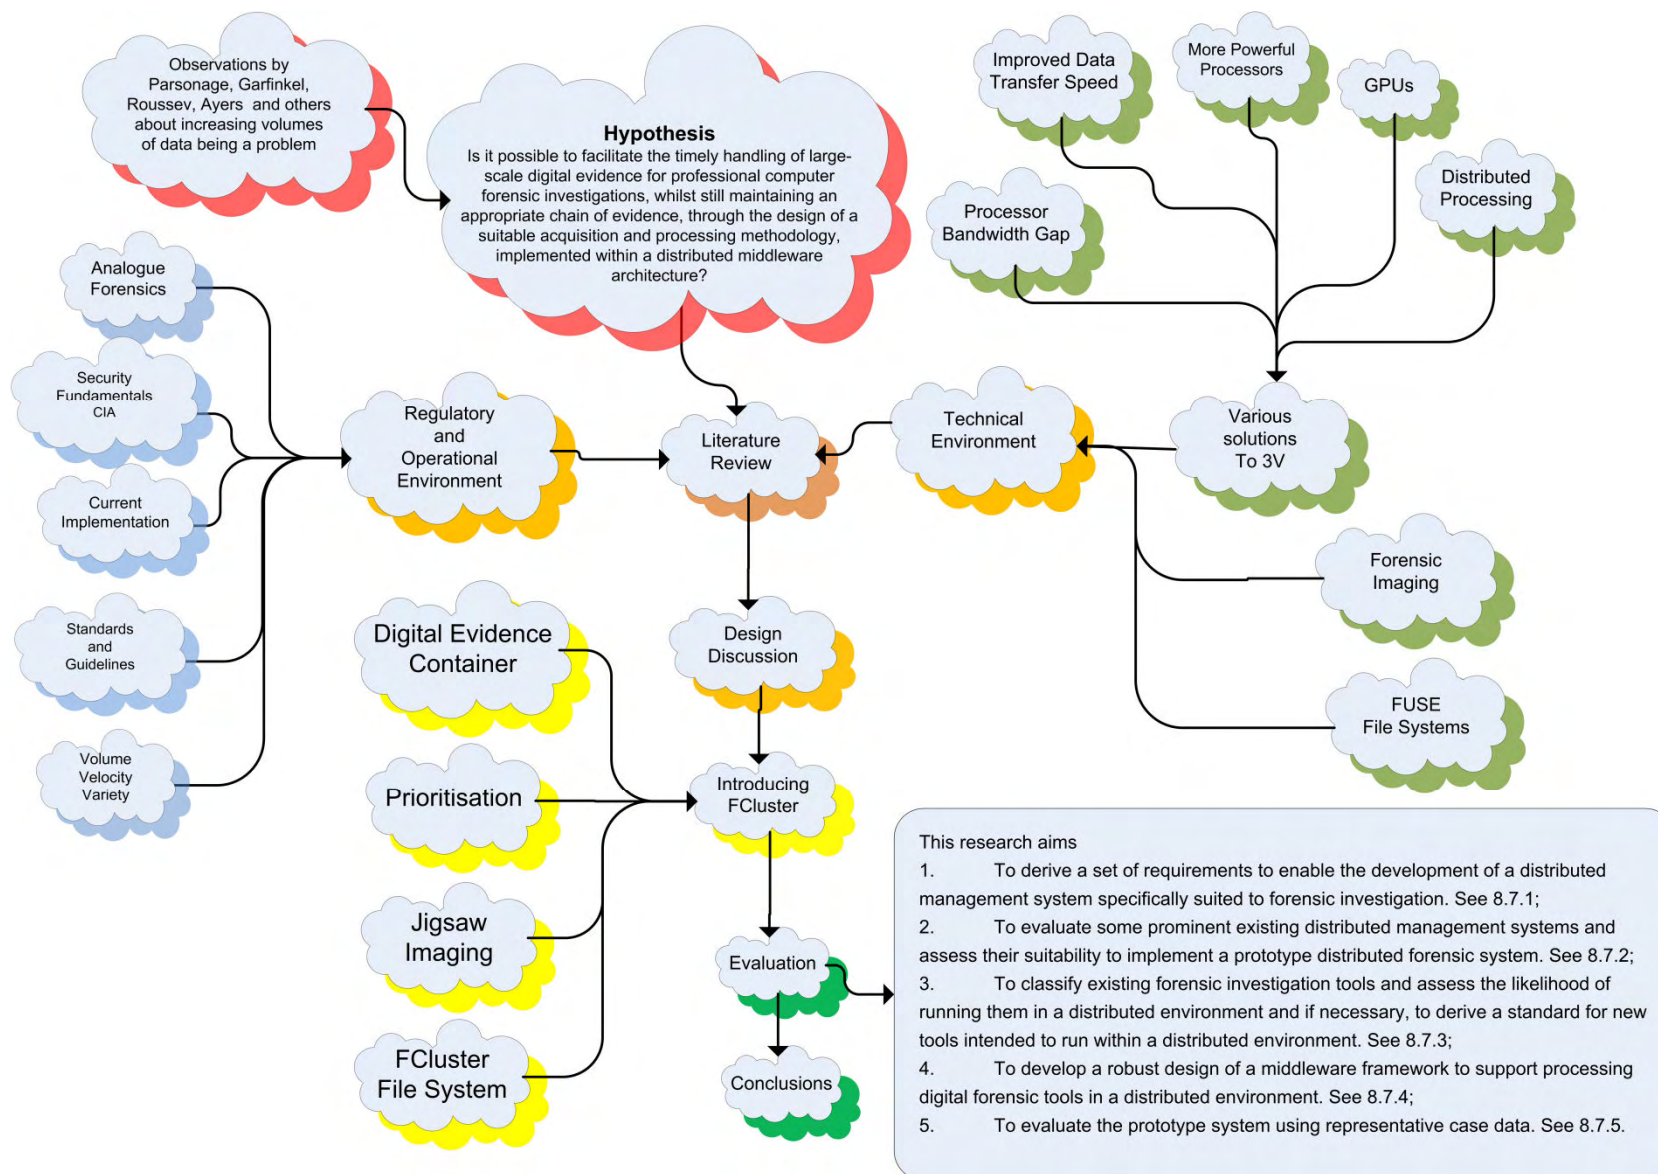 Observations by
Parsonage, Garfinkel,
Roussev, Ayers and others
about increasing volumes
of data being a problem
Hypothesis
Is it possible to facilitate the timely handling of large-
scale digital evidence for professional computer
forensic investigations, whilst still maintaining an
appropriate chain of evidence, through the design of a
suitable acquisition and processing methodology,
implemented within a distributed middleware
architecture?
Improved Data
Transfer Speed
More Powerful
Processors
GPUs
Distributed
Processing
Processor
Bandwidth Gap
Analogue
Forensics
Security
Fundamentals
CIA
Current
Implementation
Standards
and
Guidelines
Volume
Velocity
Variety
Regulatory
and
Operational
Environment
Literature
Review
Technical
Environment
Various
solutions
To 3V
Forensic
Imaging
FUSE
File Systems
Design
Discussion
Digital Evidence
Container
Prioritisation
Jigsaw
Imaging
FCluster
File System
Introducing
FCluster
Evaluation
Conclusions
This research aims
1. To derive a set of requirements to enable the development of a distributed
management system specifically suited to forensic investigation. See 8.7.1;
2. To evaluate some prominent existing distributed management systems and
assess their suitability to implement a prototype distributed forensic system. See 8.7.2;
3. To classify existing forensic investigation tools and assess the likelihood of
running them in a distributed environment and if necessary, to derive a standard for new
tools intended to run within a distributed environment. See 8.7.3;
4. To develop a robust design of a middleware framework to support processing
digital forensic tools in a distributed environment. See 8.7.4;
5. To evaluate the prototype system using representative case data. See 8.7.5.